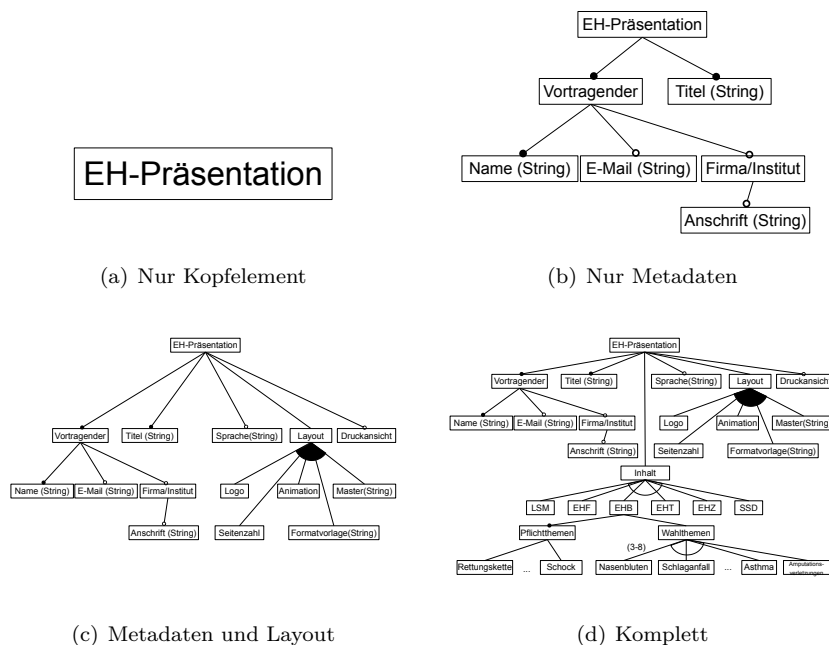 EH-Präsentation
(a) Nur Kopfelement
EH-Präsentation
Vortragender Titel (String)
Name (String) E-Mail (String) Firma/Institut
Anschrift (String)
(b) Nur Metadaten
EH-Präsentation
Vortragender Titel (String) Sprache(String) Layout Druckansicht
Name (String) E-Mail (String) Firma/Institut Logo Animation Master(String)
Anschrift (String) Seitenzahl Formatvorlage(String)
(c) Metadaten und Layout
EH-Präsentation
Vortragender Titel (String) Sprache(String) Layout Druckansicht
Name (String) E-Mail (String) Firma/Institut Logo Animation Master(String)
Anschrift (String) Seitenzahl Formatvorlage(String)
Inhalt
LSM EHF EHB EHT EHZ SSD
Pflichtthemen Wahlthemen
(3-8)
Rettungskette ... Schock Nasenbluten Schlaganfall ... Asthma Amputations-
verletzungen
(d) Komplett